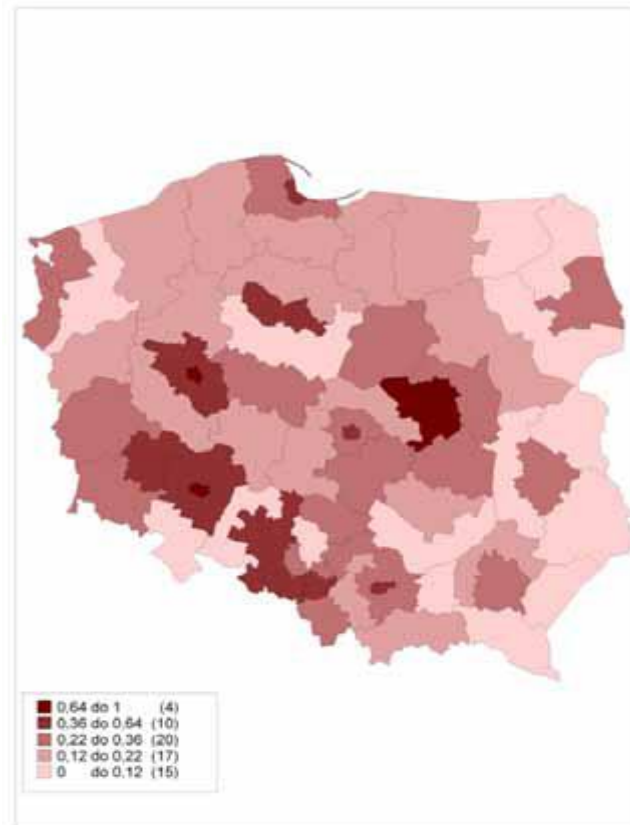 0,64 do 1 (4)
0,36 do 0,64 (10)
0,22 do 0,36 (20)
0,12 do 0,22 (17)
0 do 0,12 (15)